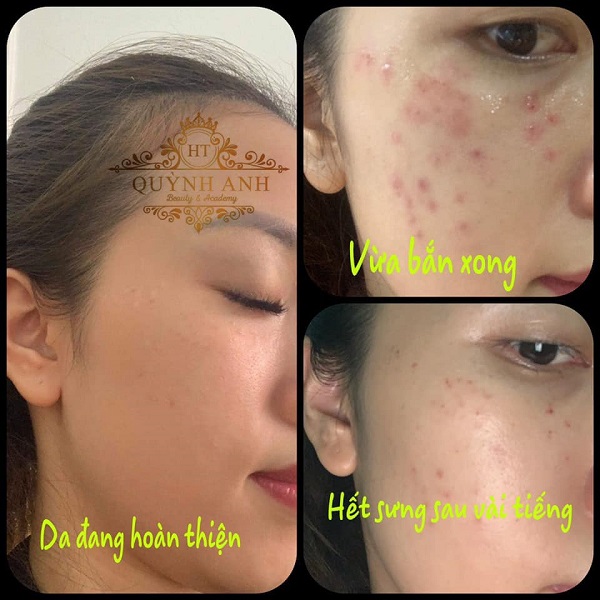 HT
QUỲNH ANH
Beauty & Academy
Vừa bắn xong
Da đang hoàn thiện
Hết sưng sau vài tiếng